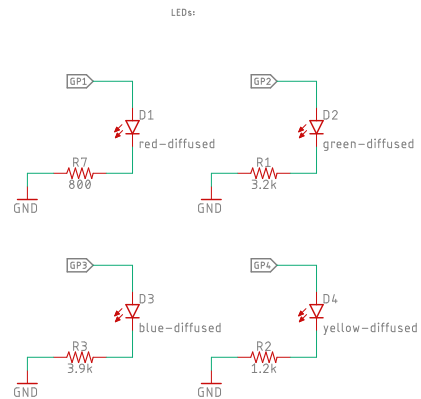 LEDs:
GP1
D1
red-diffused
R7
800
GND
GP2
D2
green-diffused
R1
3.2k
GND
GP3
D3
blue-diffused
R3
3.9k
GND
GP4
D4
yellow-diffused
R2
1.2k
GND